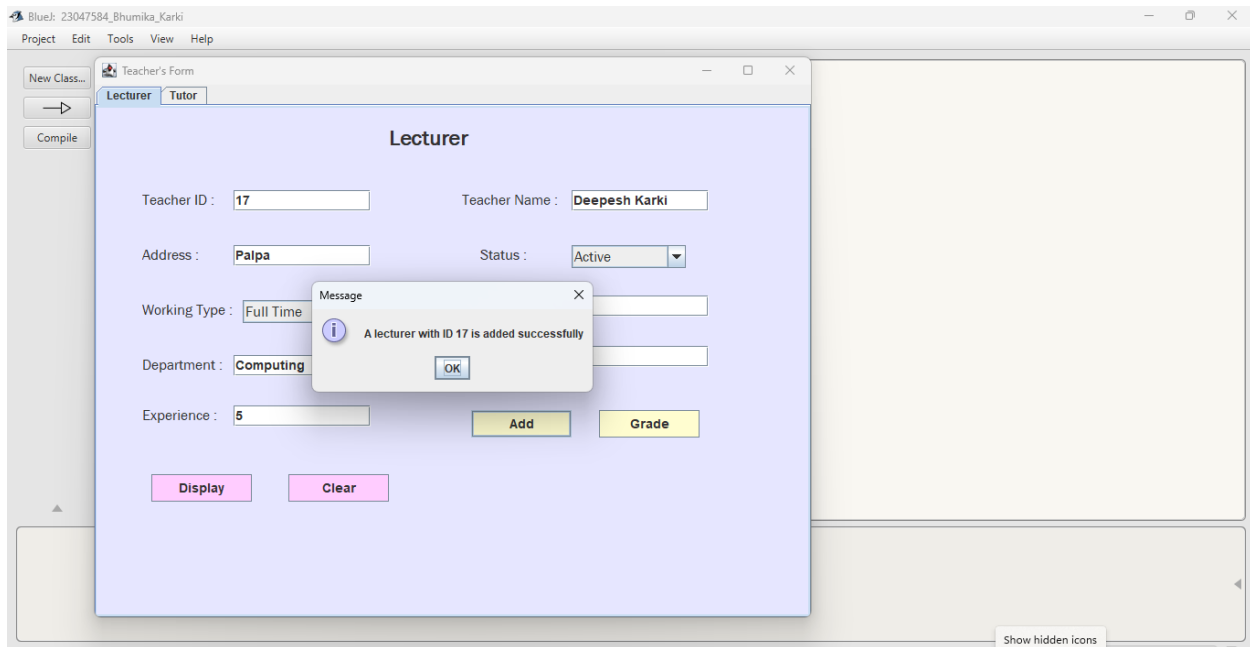 BlueJ: 23047584_Bhumika_Karki
Project Edit Tools View Help
New Class...
Compile
Teacher's Form
Lecturer Tutor
Lecturer
Teacher ID : 17 Teacher Name : Deepesh Karki
Address : Palpa Status : Active
Working Type : Full Time
Message
A lecturer with ID 17 is added successfully
OK
Department : Computing
Experience : 5
Add Grade
Display Clear
Show hidden icons